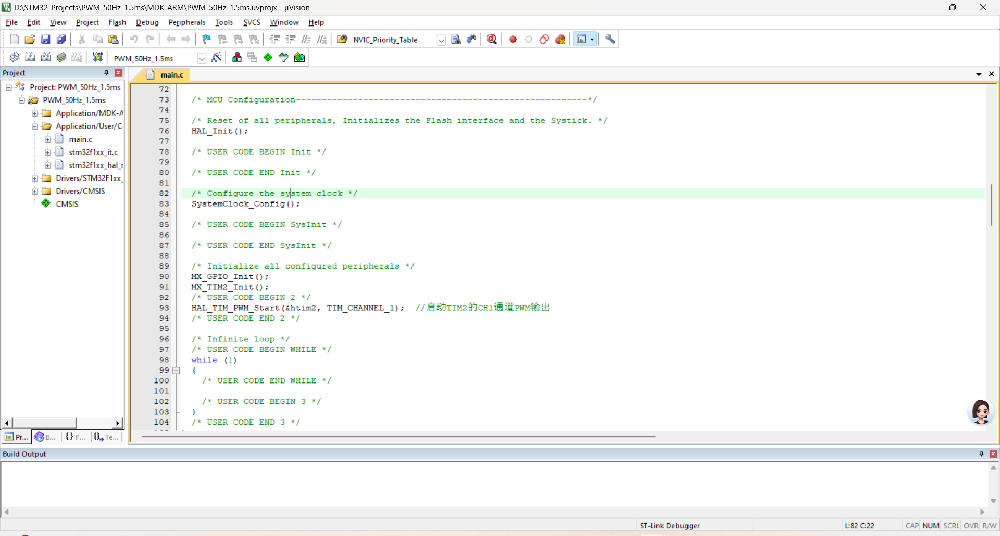 D:\STM32_Projects\PWM_50Hz_1.5ms\MDK-ARM\PWM_50Hz_1.5ms.uvprojx - µVision
File Edit View Project Flash Debug Peripherals Tools SVCS Window Help
NVIC_Priority_Table
LOAD
PWM_50Hz_1.5ms
Project
main.c
Project: PWM_50Hz_1.5ms
PWM_50Hz_1.5ms
Application/MDK-A
Application/User/C
main.c
stm32f1xx_it.c
stm32f1xx_hal_r
Drivers/STM32F1xx_
Drivers/CMSIS
CMSIS
Pr... B... {} F... Te...
72
73 /* MCU Configuration--------------------------------------------------------*/
74
75 /* Reset of all peripherals, Initializes the Flash interface and the Systick. */
76 HAL_Init();
77
78 /* USER CODE BEGIN Init */
79
80 /* USER CODE END Init */
81
82 /* Configure the system clock */
83 SystemClock_Config();
84
85 /* USER CODE BEGIN SysInit */
86
87 /* USER CODE END SysInit */
88
89 /* Initialize all configured peripherals */
90 MX_GPIO_Init();
91 MX_TIM2_Init();
92 /* USER CODE BEGIN 2 */
93 HAL_TIM_PWM_Start(&htim2, TIM_CHANNEL_1); //启动TIM2的CH1通道PWM输出
94 /* USER CODE END 2 */
95
96 /* Infinite loop */
97 /* USER CODE BEGIN WHILE */
98 while (1)
99 {
100 /* USER CODE END WHILE */
101
102 /* USER CODE BEGIN 3 */
103 }
104 /* USER CODE END 3 */
Build Output
ST-Link Debugger L:82 C:22 CAP NUM SCRL OVR R/W